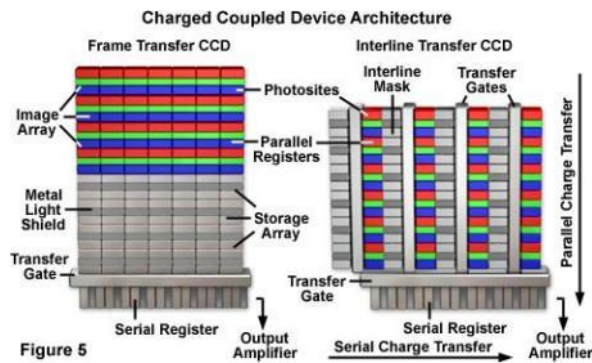 Charged Coupled Device Architecture
Frame Transfer CCD
Interline Transfer CCD
Interline
Mask
Transfer
Gates
Photosites
Image
Array
Parallel
Registers
Metal
Light
Shield
Storage
Array
Transfer
Gate
Transfer
Gate
Parallel Charge Transfer
Serial Register
Serial Register
Figure 5
Output
Amplifier
Serial Charge Transfer
Output
Amplifier